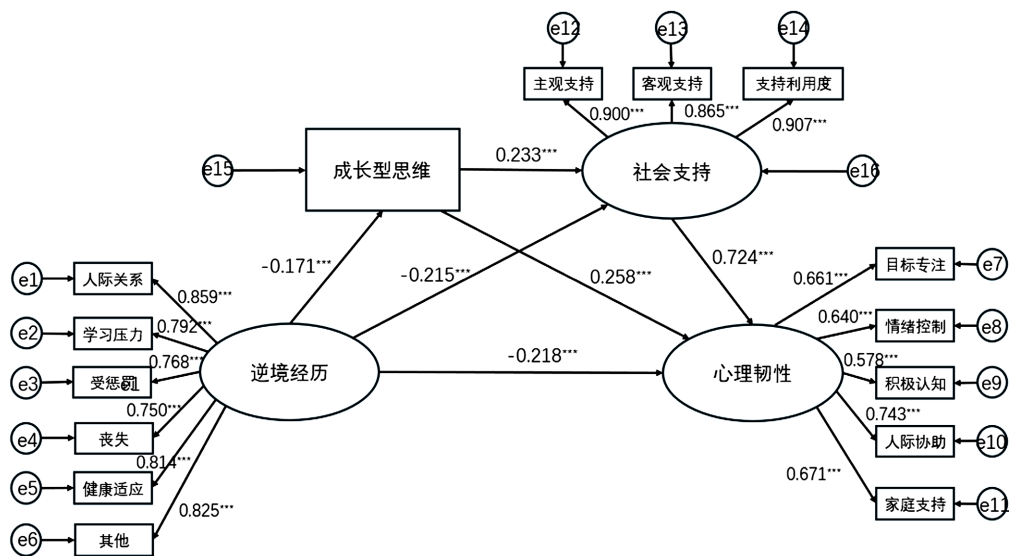 e12
e13
e14
主观支持
客观支持
支持利用度
0.900***
0.865***
0.907***
e15
成长型思维
0.233***
社会支持
e16
-0.171***
-0.215***
0.258***
0.724***
e1
人际关系
0.859***
e2
学习压力
0.792***
e3
受惩罚
e1
0.768***
e4
丧失
0.750***
e5
健康适应
0.814***
e6
其他
0.825***
逆境经历
-0.218***
心理韧性
0.661***
目标专注
e7
0.640***
情绪控制
e8
0.578***
积极认知
e9
0.743***
人际协助
e10
0.671***
家庭支持
e11